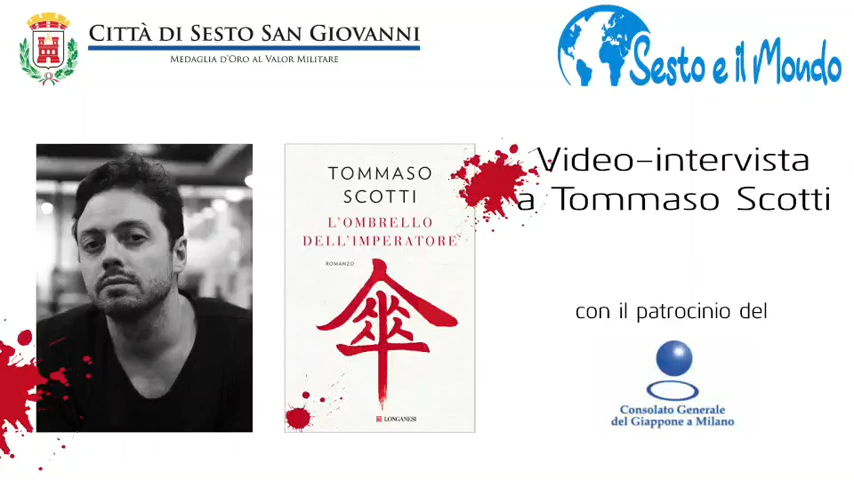 CITTÀ DI SESTO SAN GIOVANNI
MEDAGLIA D'ORO AL VALOR MILITARE
Sesto e il Mondo
TOMMASO
SCOTTI
L'OMBRELLO
DELL'IMPERATORE
ROMANZO
傘
LONGANESI
Video-intervista
a Tommaso Scotti
con il patrocinio del
Consolato Generale
del Giappone a Milano